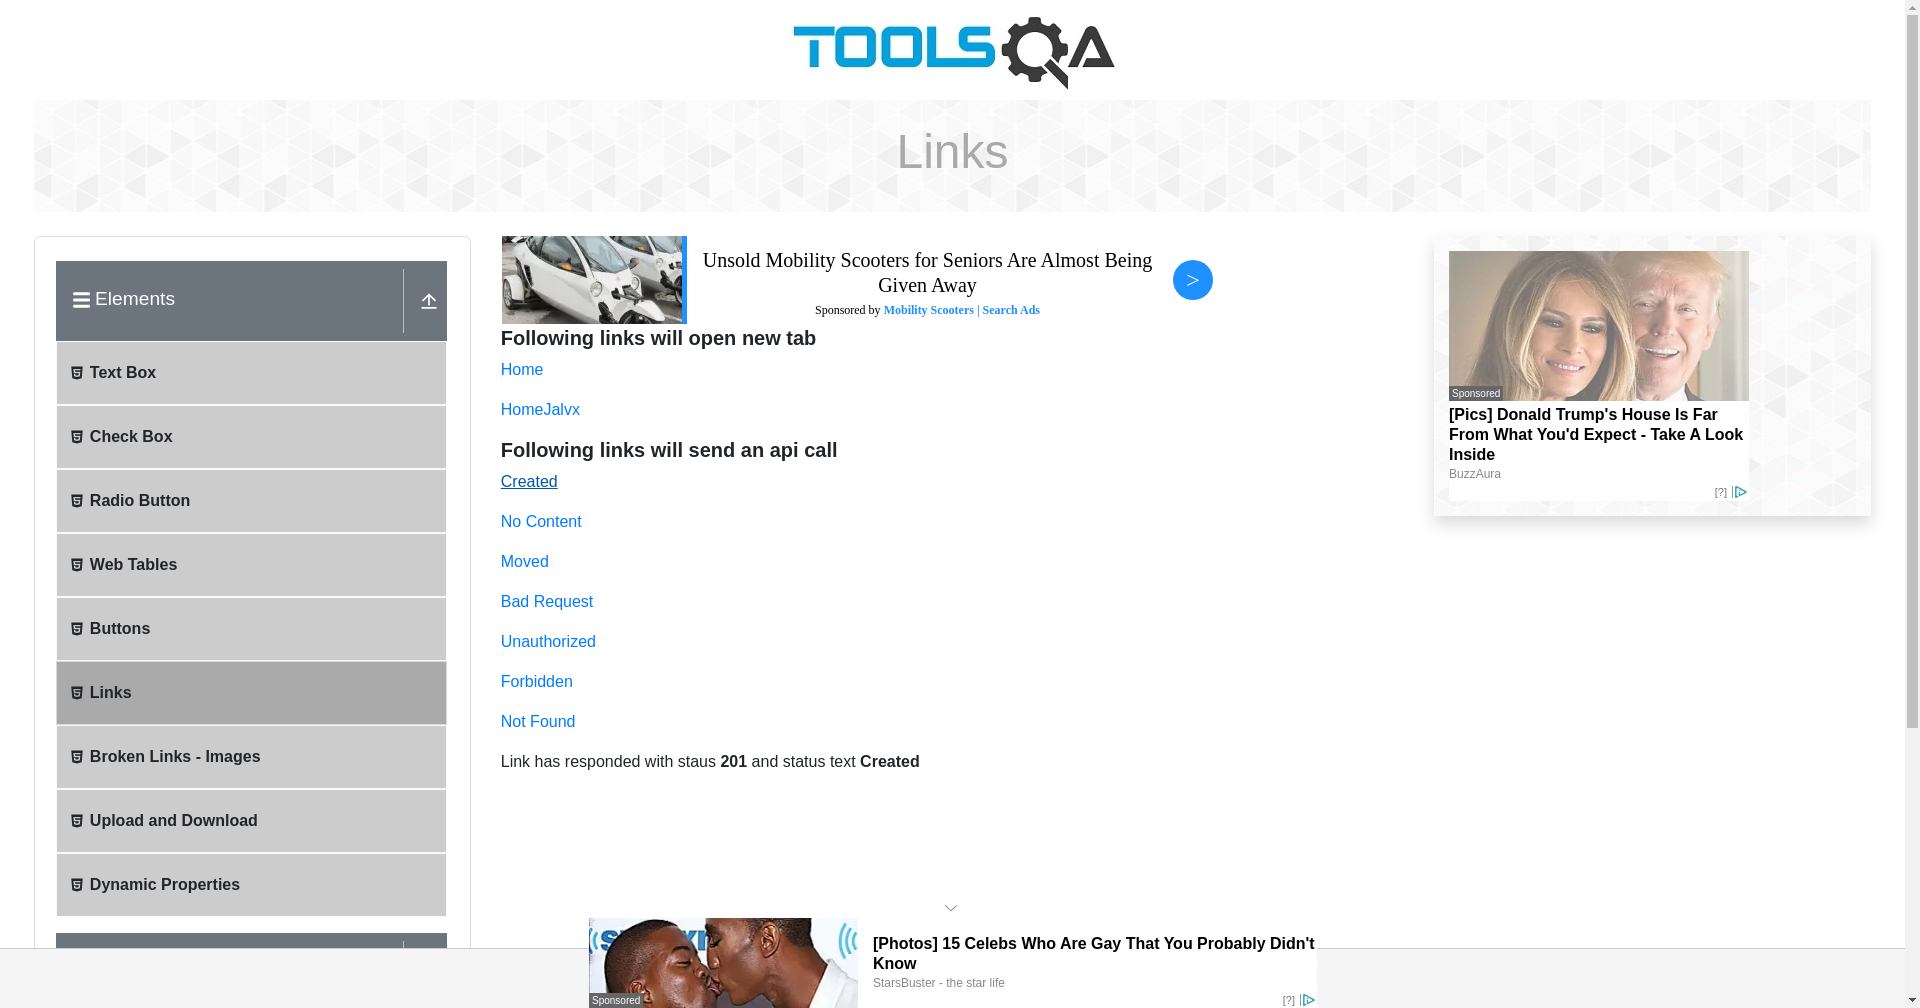 TOOLSQA
Links
Elements
Text Box
Check Box
Radio Button
Web Tables
Buttons
Links
Broken Links - Images
Upload and Download
Dynamic Properties
Unsold Mobility Scooters for Seniors Are Almost Being
Given Away
Sponsored by Mobility Scooters | Search Ads
>
Following links will open new tab
Home
HomeJalvx
Following links will send an api call
Created
No Content
Moved
Bad Request
Unauthorized
Forbidden
Not Found
Link has responded with staus 201 and status text Created
Sponsored
[Pics] Donald Trump's House Is Far
From What You'd Expect - Take A Look
Inside
BuzzAura
[?]
Sponsored
[Photos] 15 Celebs Who Are Gay That You Probably Didn't
Know
StarsBuster - the star life
[?]